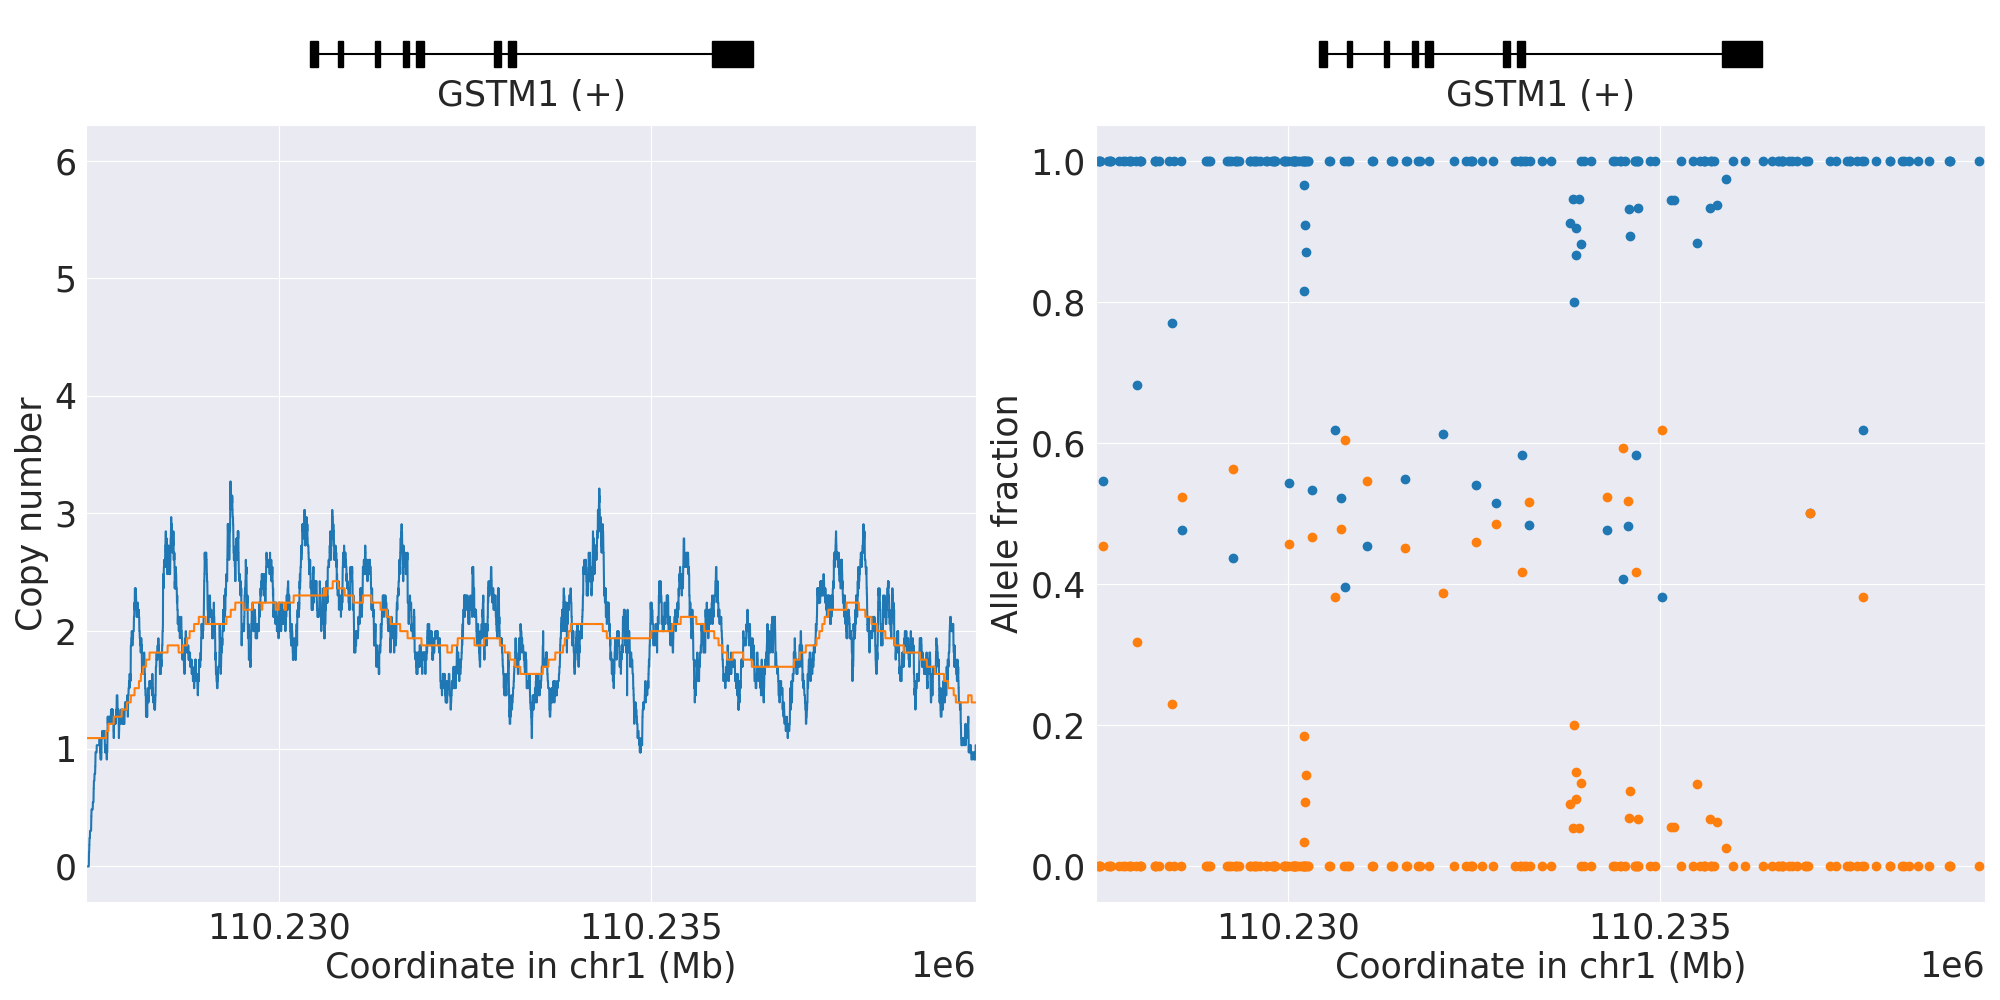 GSTM1 (+)
GSTM1 (+)
6
5
4
3
2
1
0
Copy number
110.230
110.235
Coordinate in chr1 (Mb)
1e6
1.0
0.8
0.6
0.4
0.2
0.0
Allele fraction
110.230
110.235
Coordinate in chr1 (Mb)
1e6